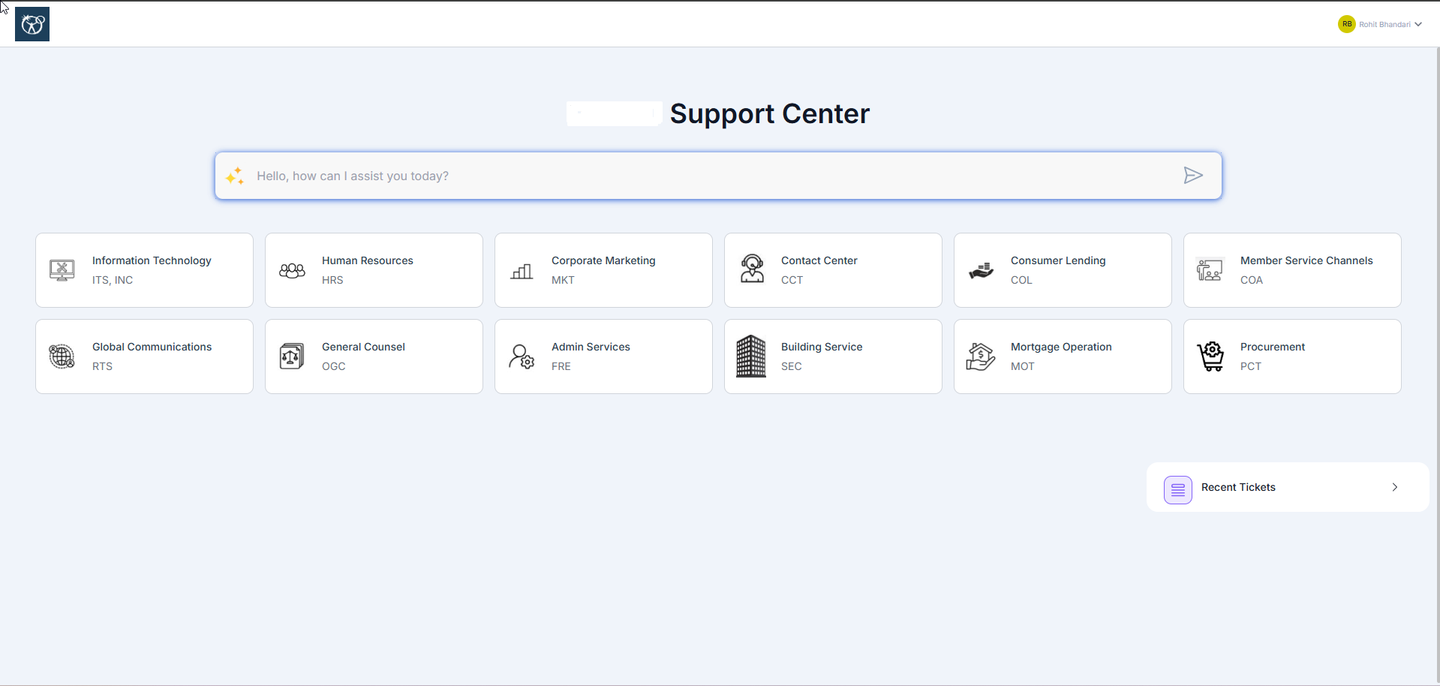 RB Rohit Bhandari
Support Center
Hello, how can I assist you today?
Information Technology
ITS, INC
Human Resources
HRS
Corporate Marketing
MKT
Contact Center
CCT
Consumer Lending
COL
Member Service Channels
COA
Global Communications
RTS
General Counsel
OGC
Admin Services
FRE
Building Service
SEC
Mortgage Operation
MOT
Procurement
PCT
Recent Tickets